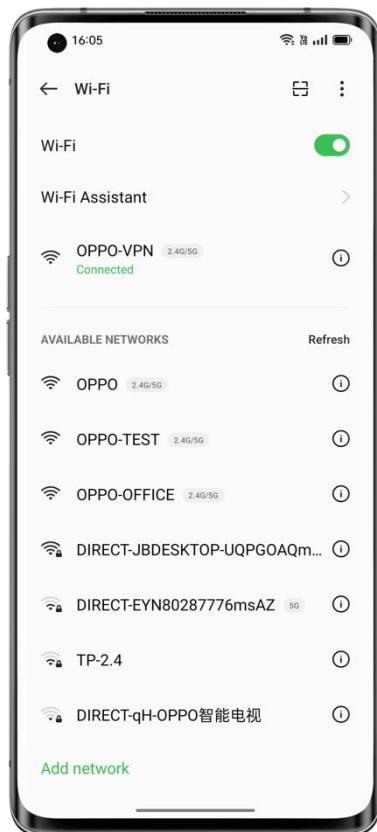 16:05
Wi-Fi
Wi-Fi
Wi-Fi Assistant
OPPO-VPN 2.4G/5G
Connected
AVAILABLE NETWORKS Refresh
OPPO 2.4G/5G
OPPO-TEST 2.4G/5G
OPPO-OFFICE 2.4G/5G
DIRECT-JBDESKTOP-UQPGOAQm...
DIRECT-EYN80287776msAZ 5G
TP-2.4
DIRECT-qH-OPPO智能电视
Add network